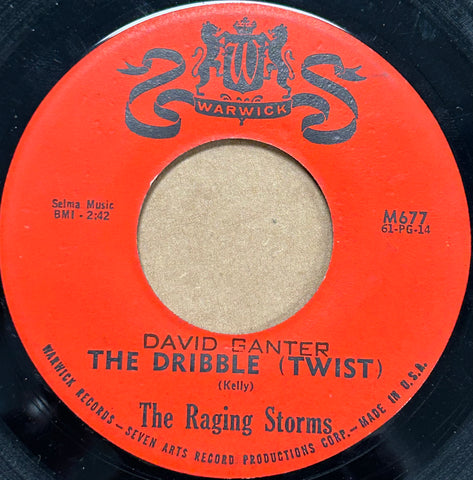 W
WARWICK
Selma Music
BMI - 2:42
M677
61-PG-14
DAVID GANTER
THE DRIBBLE (TWIST)
(Kelly)
The Raging Storms
WARWICK RECORDS — SEVEN ARTS RECORD PRODUCTIONS CORP. — MADE IN U.S.A.